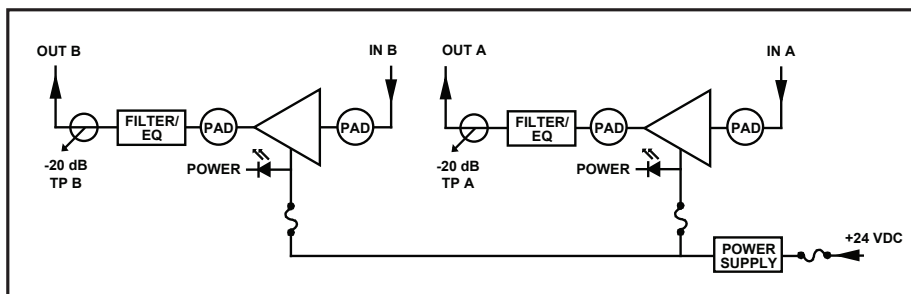 OUT B
IN B
OUT A
IN A
FILTER/
EQ
PAD
PAD
FILTER/
EQ
PAD
PAD
-20 dB
TP B
POWER
-20 dB
TP A
POWER
+24 VDC
POWER
SUPPLY